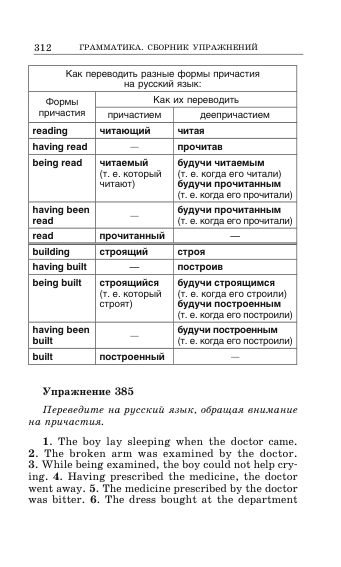 312 ГРАММАТИКА. СБОРНИК УПРАЖНЕНИЙ
Как переводить разные формы причастия
на русский язык:
Формы
причастия
Как их переводить
причастием деепричастием
reading читающий читая
having read — прочитав
being read читаемый будучи читаемым
(т. е. который (т. е. когда его читали)
читают) будучи прочитанным
(т. е. когда его прочитали)
having been будучи прочитанным
read — (т. е. когда его прочитали)
read прочитанный —
building строящий строя
having built — построив
being built строящийся будучи строящимся
(т. е. который (т. е. когда его строили)
строят) будучи построенным
(т. е. когда его построили)
having been будучи построенным
built — (т. е. когда его построили)
built построенный —
Упражнение 385
Переведите на русский язык, обращая внимание
на причастия.
1. The boy lay sleeping when the doctor came.
2. The broken arm was examined by the doctor.
3. While being examined, the boy could not help cry-
ing. 4. Having prescribed the medicine, the doctor
went away. 5. The medicine prescribed by the doctor
was bitter. 6. The dress bought at the department